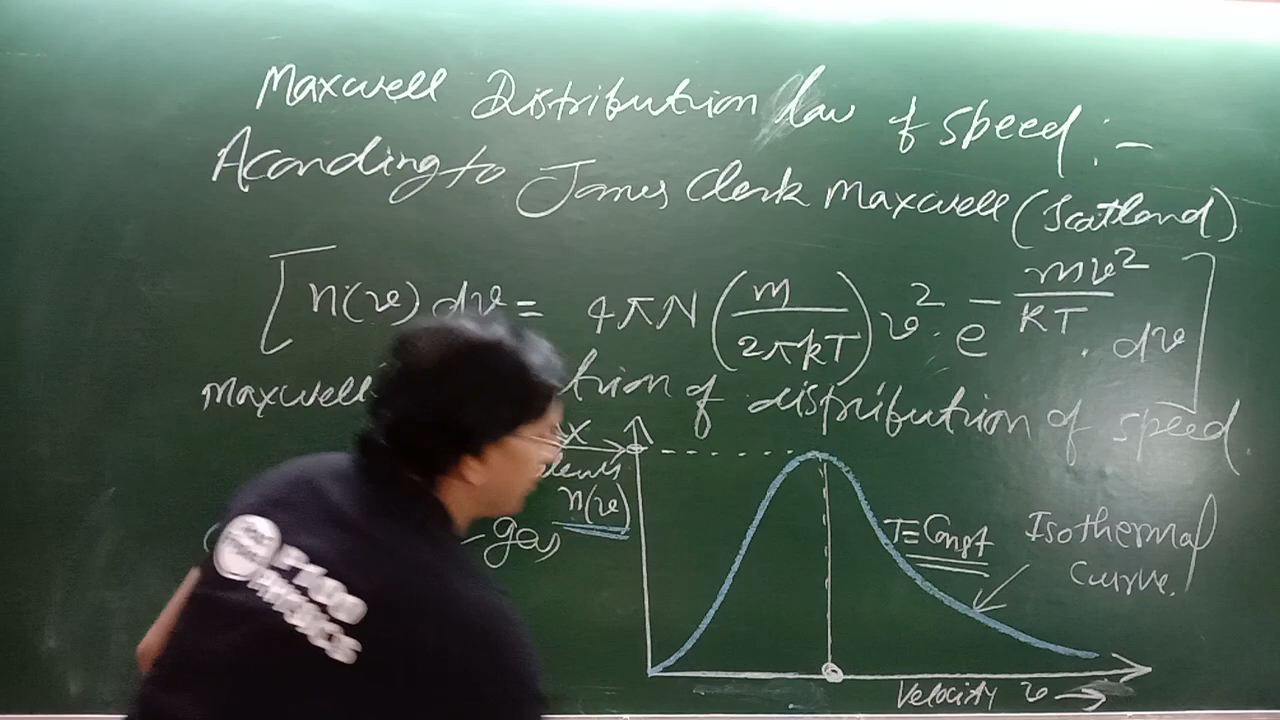 Maxwell Distribution law of speed :-
According to James Clerk Maxwell (Scotland)
[ n(v) dv = 4πN (m/2πkT) v². e^-mv²/KT . dv ]
Maxwell tion of distribution of speed.
n(v)
gas
T=Const
Isothermal
Curve.
Velocity v →